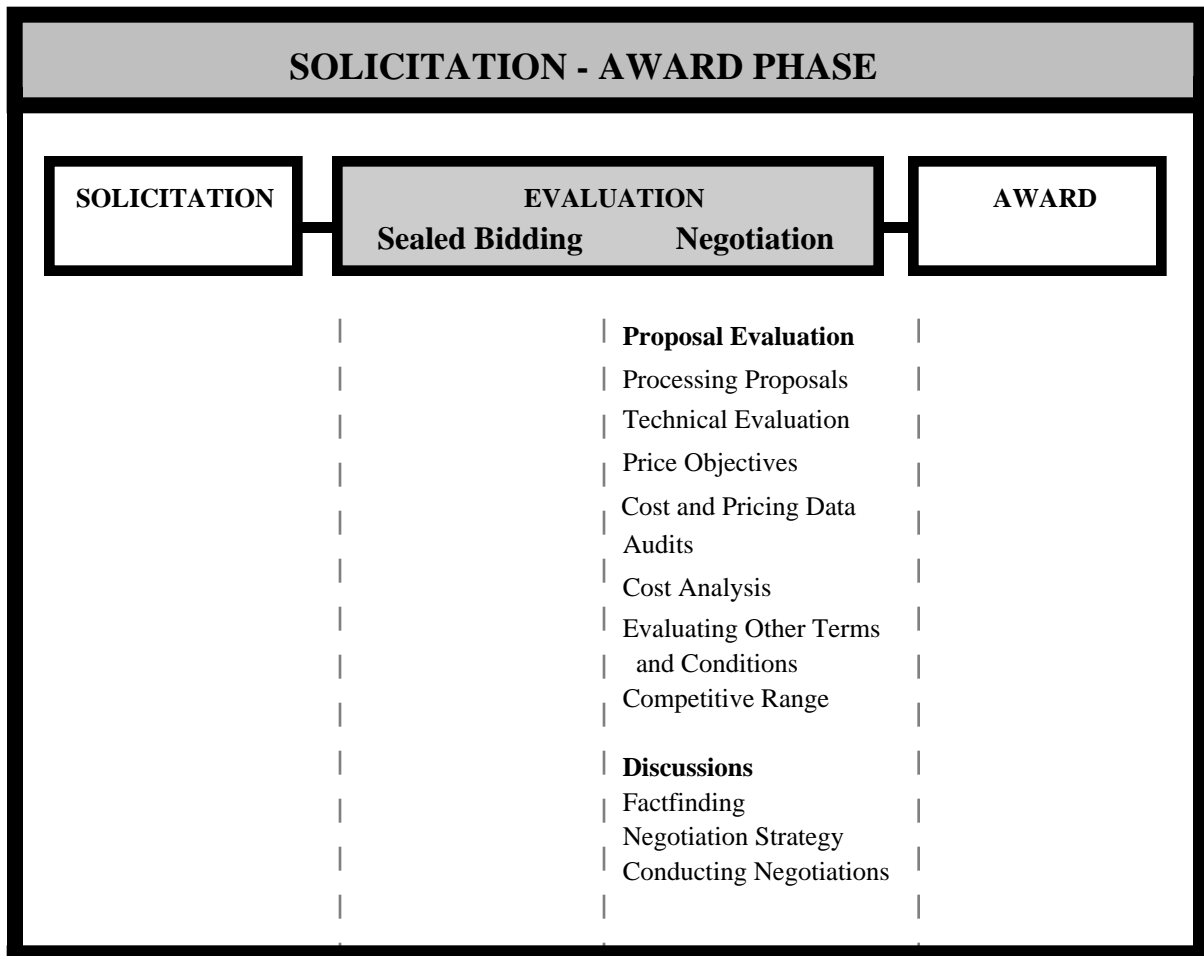 SOLICITATION - AWARD PHASE
SOLICITATION
EVALUATION
Sealed Bidding Negotiation
AWARD
Proposal Evaluation
Processing Proposals
Technical Evaluation
Price Objectives
Cost and Pricing Data
Audits
Cost Analysis
Evaluating Other Terms
and Conditions
Competitive Range
Discussions
Factfinding
Negotiation Strategy
Conducting Negotiations